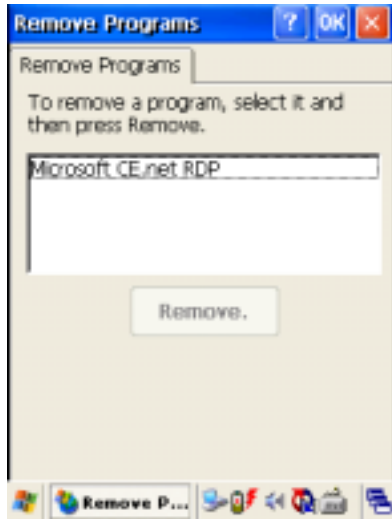 Remove Programs ? OK ×
Remove Programs
To remove a program, select it and
then press Remove.
Microsoft CE.net RDP
Remove.
Remove P...